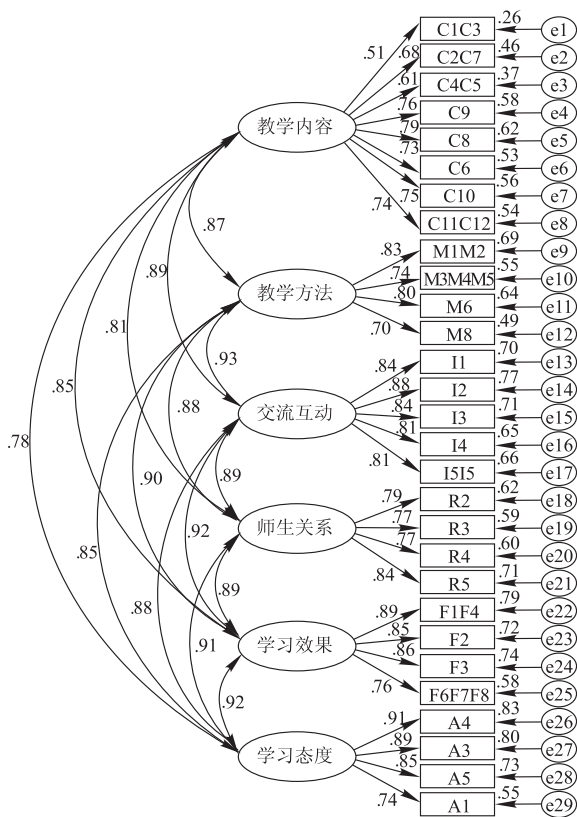 .26
C1C3
e1
.51
.68
.46
C2C7
e2
.61
.37
C4C5
e3
.76
.58
C9
e4
教学内容
.79
.62
C8
e5
.73
.53
C6
e6
.75
.56
C10
e7
.74
.54
C11C12
e8
.87
.83
.69
M1M2
e9
.89
.74
.55
M3M4M5
e10
教学方法
.80
.64
M6
e11
.81
.70
.49
M8
e12
.93
.84
.70
I1
e13
.85
.88
.88
.77
I2
e14
交流互动
.84
.71
I3
e15
.78
.81
.65
I4
e16
.90
.89
.81
.66
I5I5
e17
.79
.62
R2
e18
师生关系
.77
.59
R3
e19
.92
.77
.60
R4
e20
.85
.89
.84
.71
R5
e21
.88
.89
.79
F1F4
e22
.85
.72
F2
e23
学习效果
.91
.86
.74
F3
e24
.76
.58
F6F7F8
e25
.92
.91
.83
A4
e26
学习态度
.89
.80
A3
e27
.85
.73
A5
e28
.74
.55
A1
e29